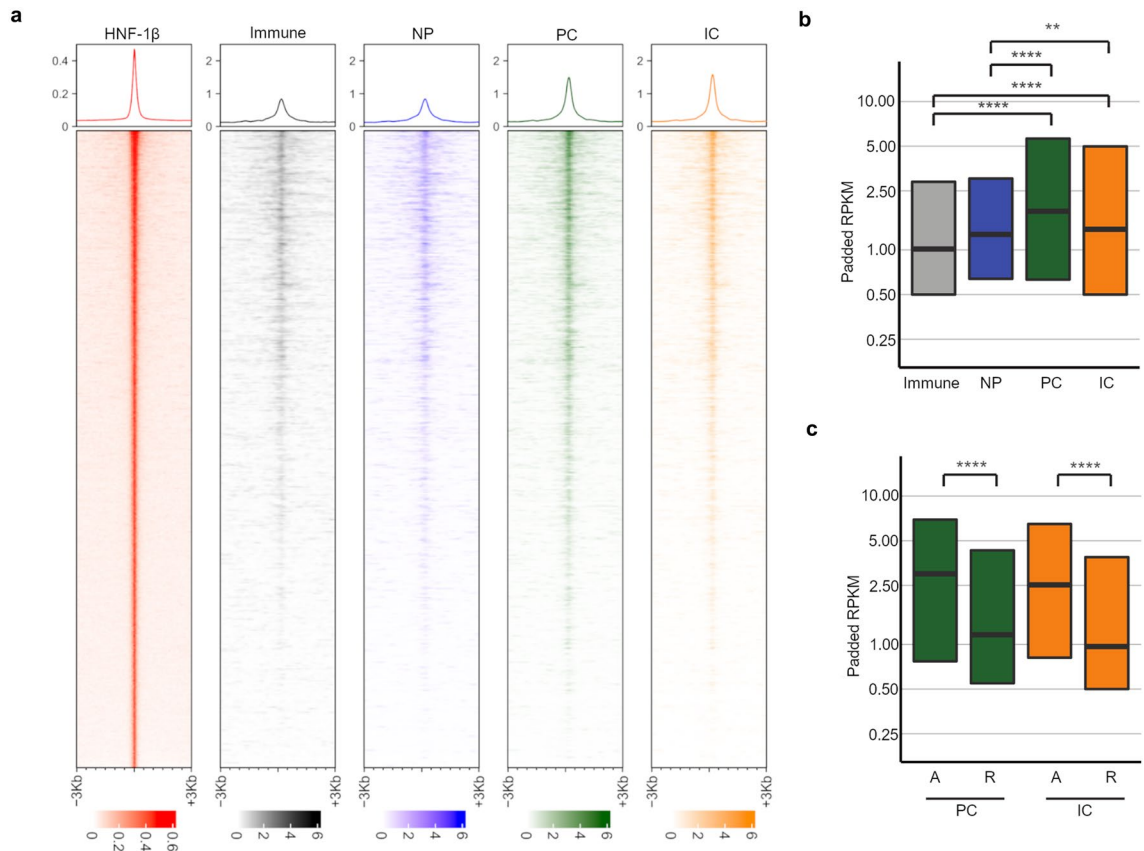 a
HNF-1β Immune NP PC IC
0.4
0.2
0
2
1
0
2
1
0
2
1
0
2
1
0
−3kb +3kb −3kb +3kb −3kb +3kb −3kb +3kb −3kb +3kb
0 0.2 0.4 0.6 0 2 4 6 0 2 4 6 0 2 4 6 0 2 4 6
b
**
****
****
****
10.00
5.00
2.50
1.00
0.50
0.25
Padded RPKM
Immune NP PC IC
c
**** ****
10.00
5.00
2.50
1.00
0.50
0.25
Padded RPKM
A R A R
PC IC